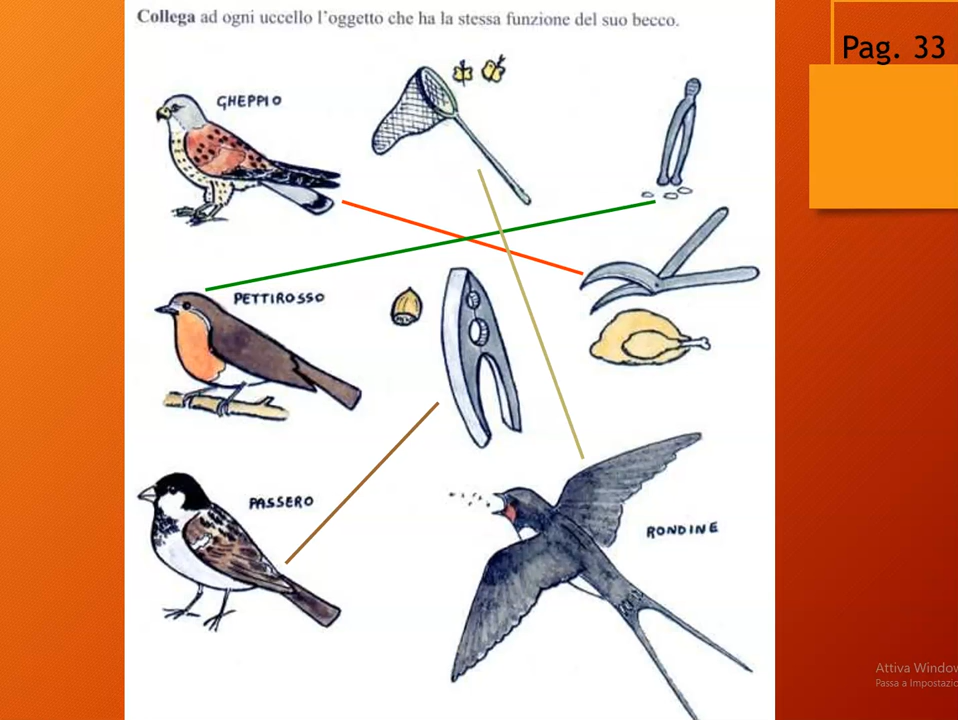 Collega ad ogni uccello l'oggetto che ha la stessa funzione del suo becco.
Pag. 33
GHEPPIO
PETTIROSSO
PASSERO
RONDINE
Attiva Window
Passa a Impostazio